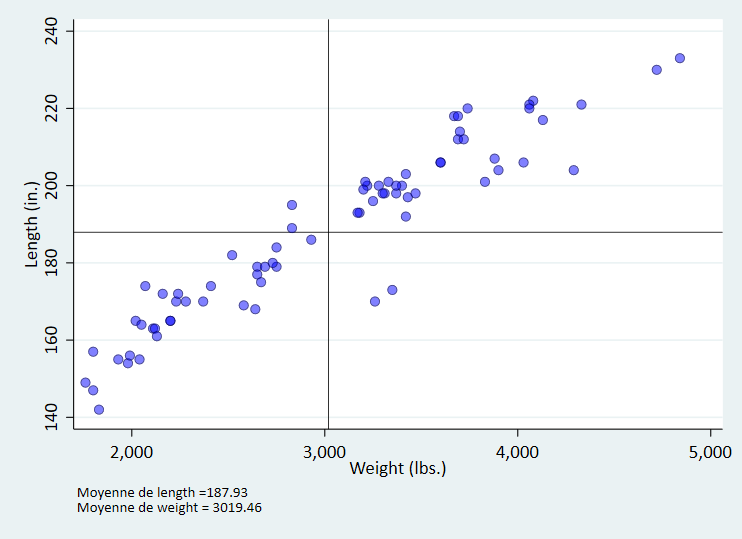 240
220
200
180
160
140
Length (in.)
2,000 3,000 4,000 5,000
Weight (lbs.)
Moyenne de length =187.93
Moyenne de weight = 3019.46